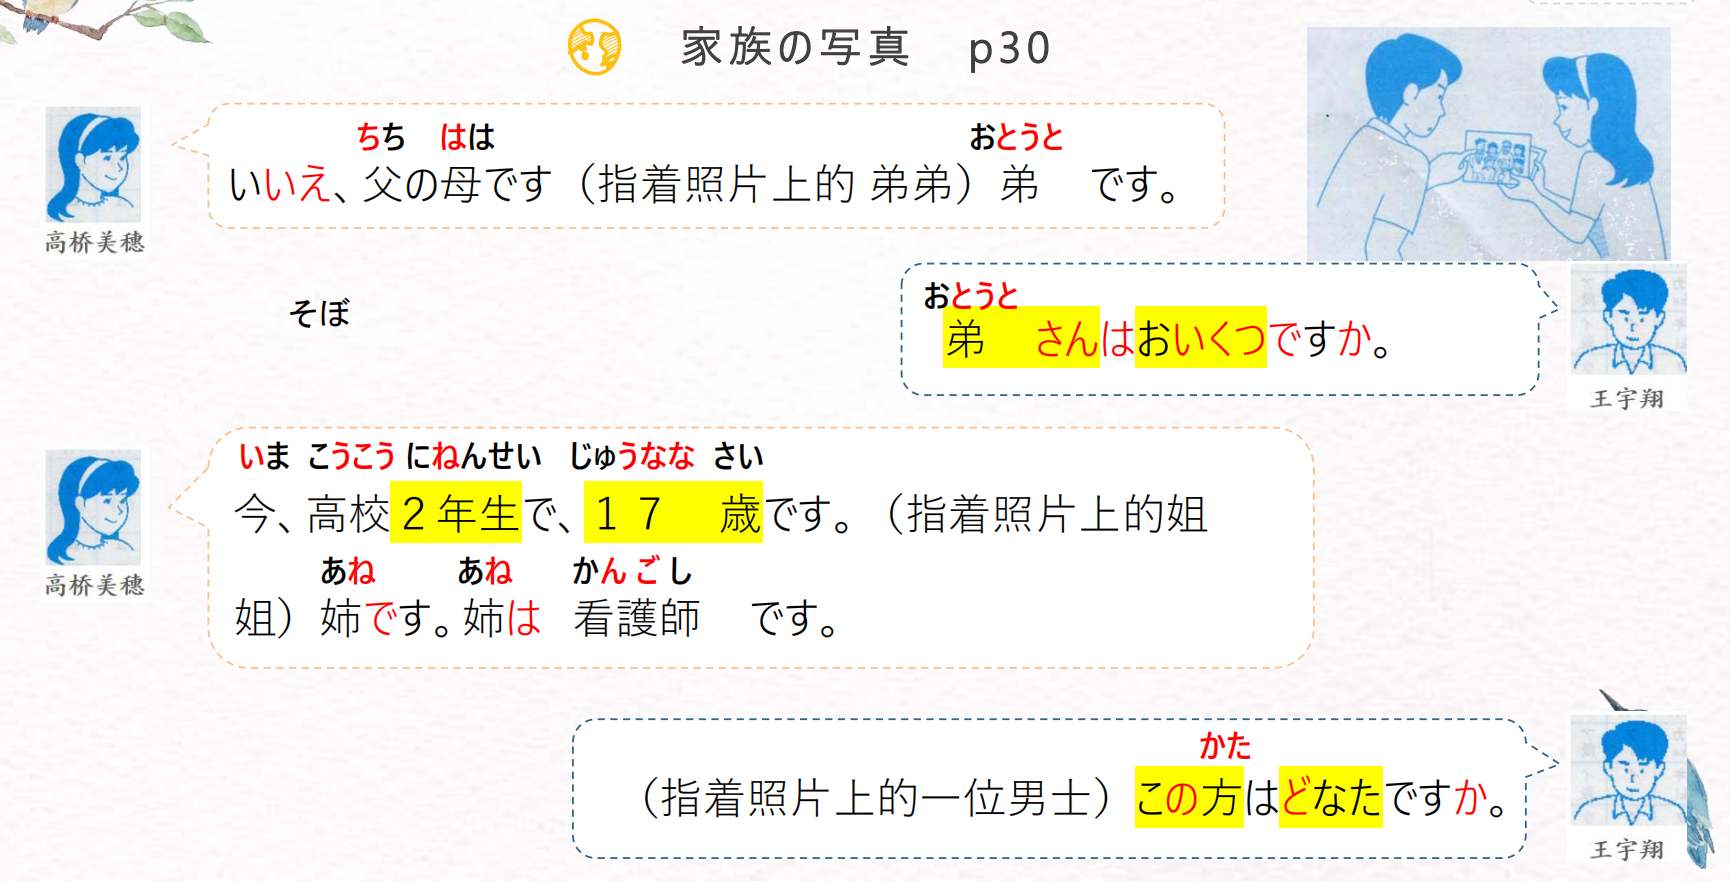 家族の写真 p30
ちち はは おとうと
いいえ、父の母です（指着照片上的 弟弟）弟 です。
高桥美穂
おとうと
弟 さんはおいくつですか。
王宇翔
そぼ
いま こうこう にねんせい じゅうなな さい
今、高校２年生で、１７ 歳です。（指着照片上的姐
あね あね かんごし
姐）姉です。姉は 看護師 です。
高桥美穂
かた
（指着照片上的一位男士）この方はどなたですか。
王宇翔